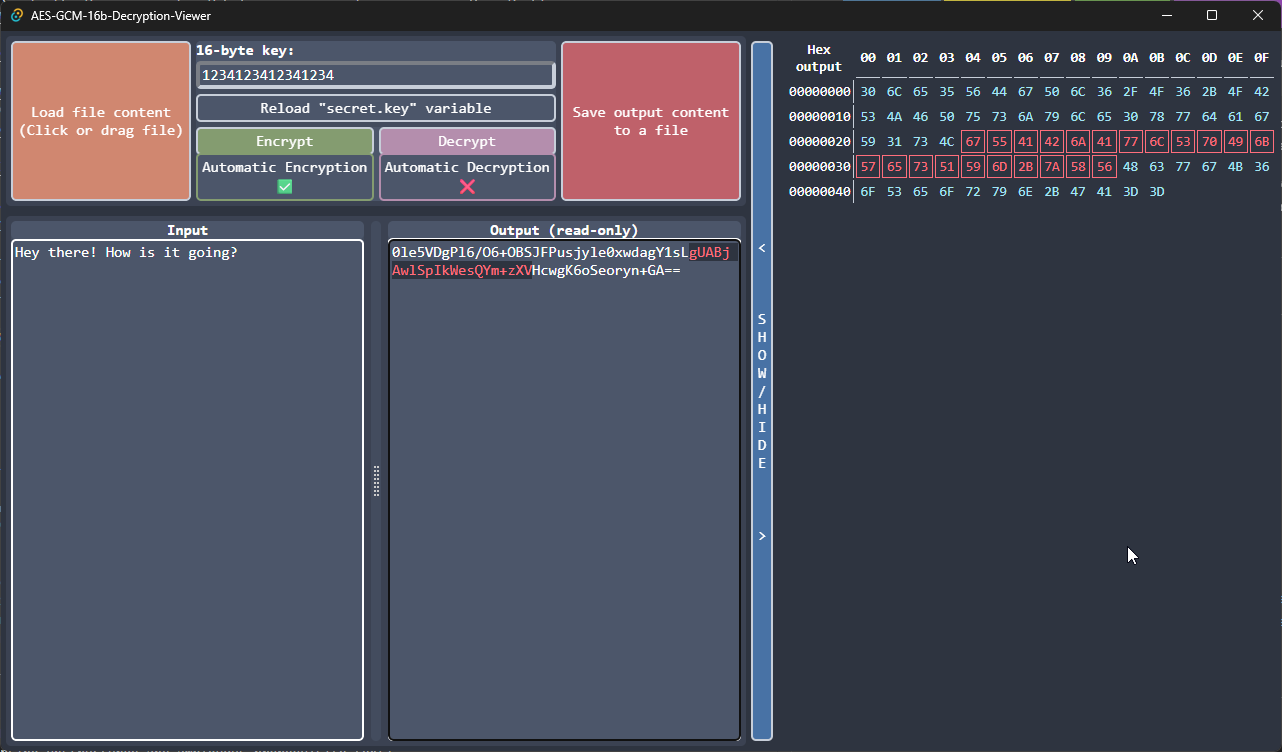 AES-GCM-16b-Decryption-Viewer
16-byte key:
1234123412341234
Load file content
(Click or drag file)
Reload "secret.key" variable
Encrypt
Decrypt
Automatic Encryption
Automatic Decryption
Save output content
to a file
Input
Hey there! How is it going?
Output (read-only)
0le5VDgPl6/O6+OBSJFPusjyle0xwdagY1sLgUABj
AwlSpIkWesQYm+zXVHcwgK6oSeoryn+GA==
<
SHOW/HIDE
>
Hex
output
00 01 02 03 04 05 06 07 08 09 0A 0B 0C 0D 0E 0F
00000000 30 6C 65 35 56 44 67 50 6C 36 2F 4F 36 2B 4F 42
00000010 53 4A 46 50 75 73 6A 79 6C 65 30 78 77 64 61 67
00000020 59 31 73 4C 67 55 41 42 6A 41 77 6C 53 70 49 6B
00000030 57 65 73 51 59 6D 2B 7A 58 56 48 63 77 67 4B 36
00000040 6F 53 65 6F 72 79 6E 2B 47 41 3D 3D